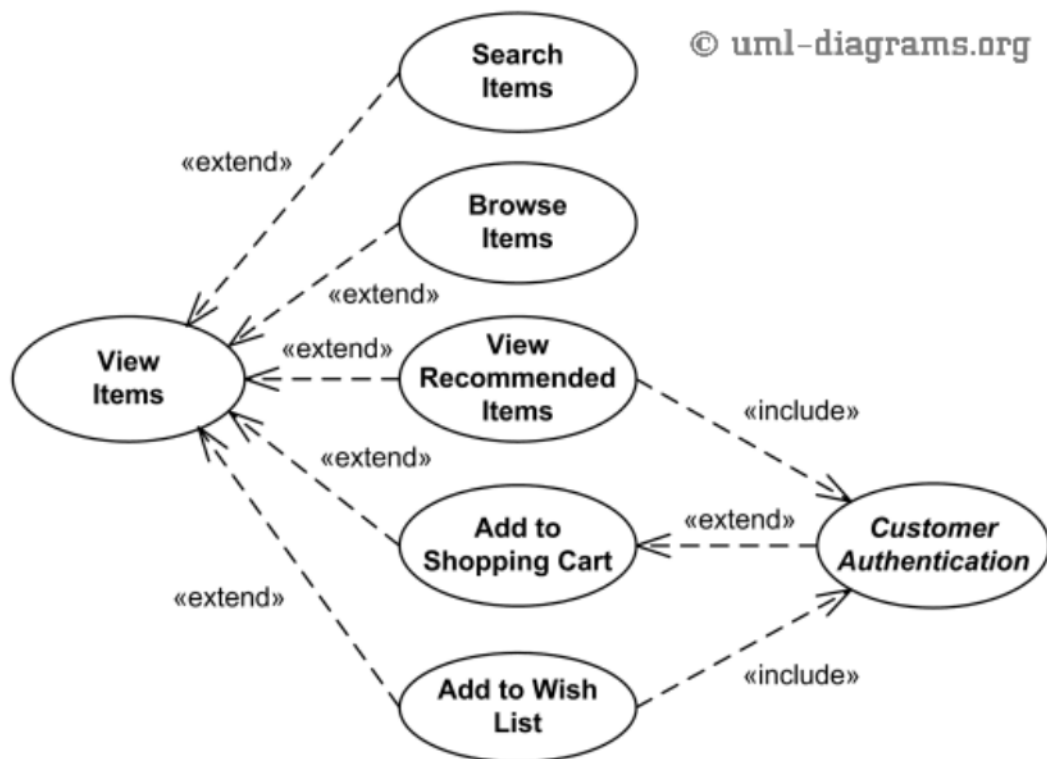 © uml-diagrams.org
Search
Items
«extend»
Browse
Items
«extend»
View
Items
«extend»
View
Recommended
Items
«include»
«extend»
Add to
Shopping Cart
«extend»
Customer
Authentication
«extend»
Add to Wish
List
«include»